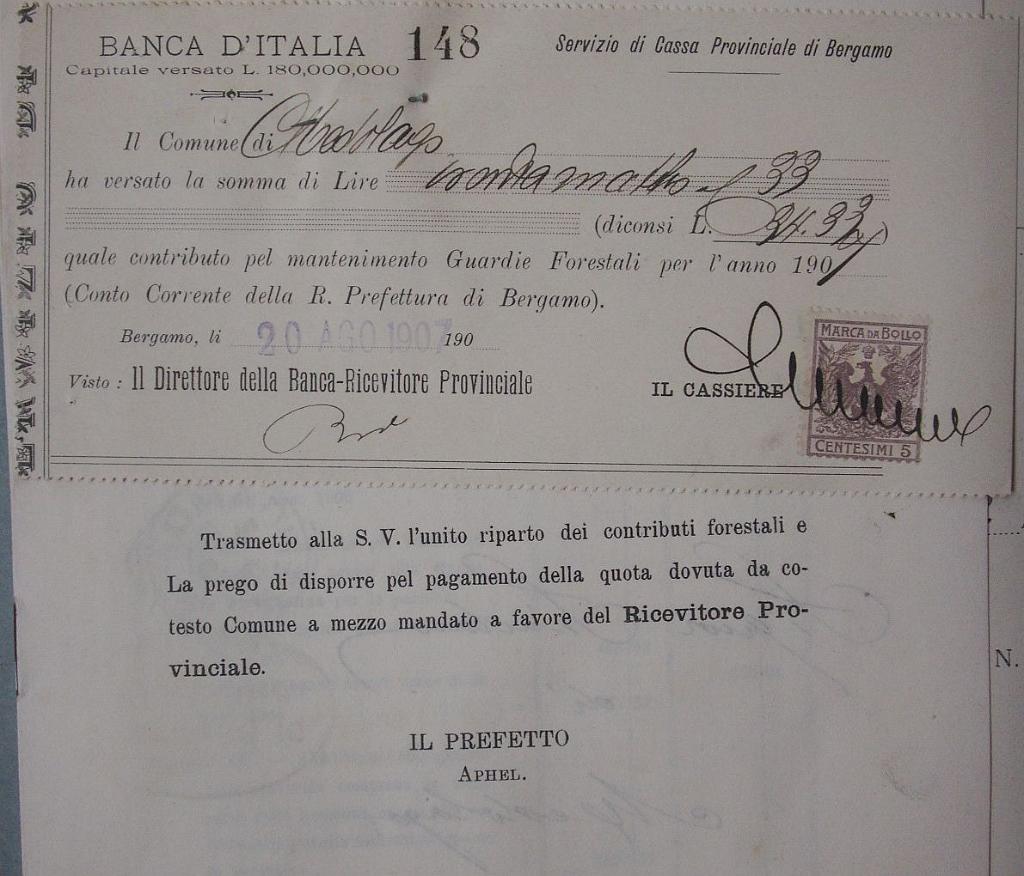 BANCA D'ITALIA 148 Servizio di Cassa Provinciale di Bergamo
Capitale versato L. 180,000,000
Il Comune di
ha versato la somma di Lire 33
(diconsi L. 34.33)
quale contributo pel mantenimento Guardie Forestali per l'anno 1907
(Conto Corrente della R. Prefettura di Bergamo).
Bergamo, li 20 AGO 1907 190
Visto: Il Direttore della Banca-Ricevitore Provinciale
IL CASSIERE
MARCA DA BOLLO
CENTESIMI 5
Trasmetto alla S. V. l'unito riparto dei contributi forestali e
La prego di disporre pel pagamento della quota dovuta da co-
testo Comune a mezzo mandato a favore del Ricevitore Pro-
vinciale.
N.
IL PREFETTO
APHEL.